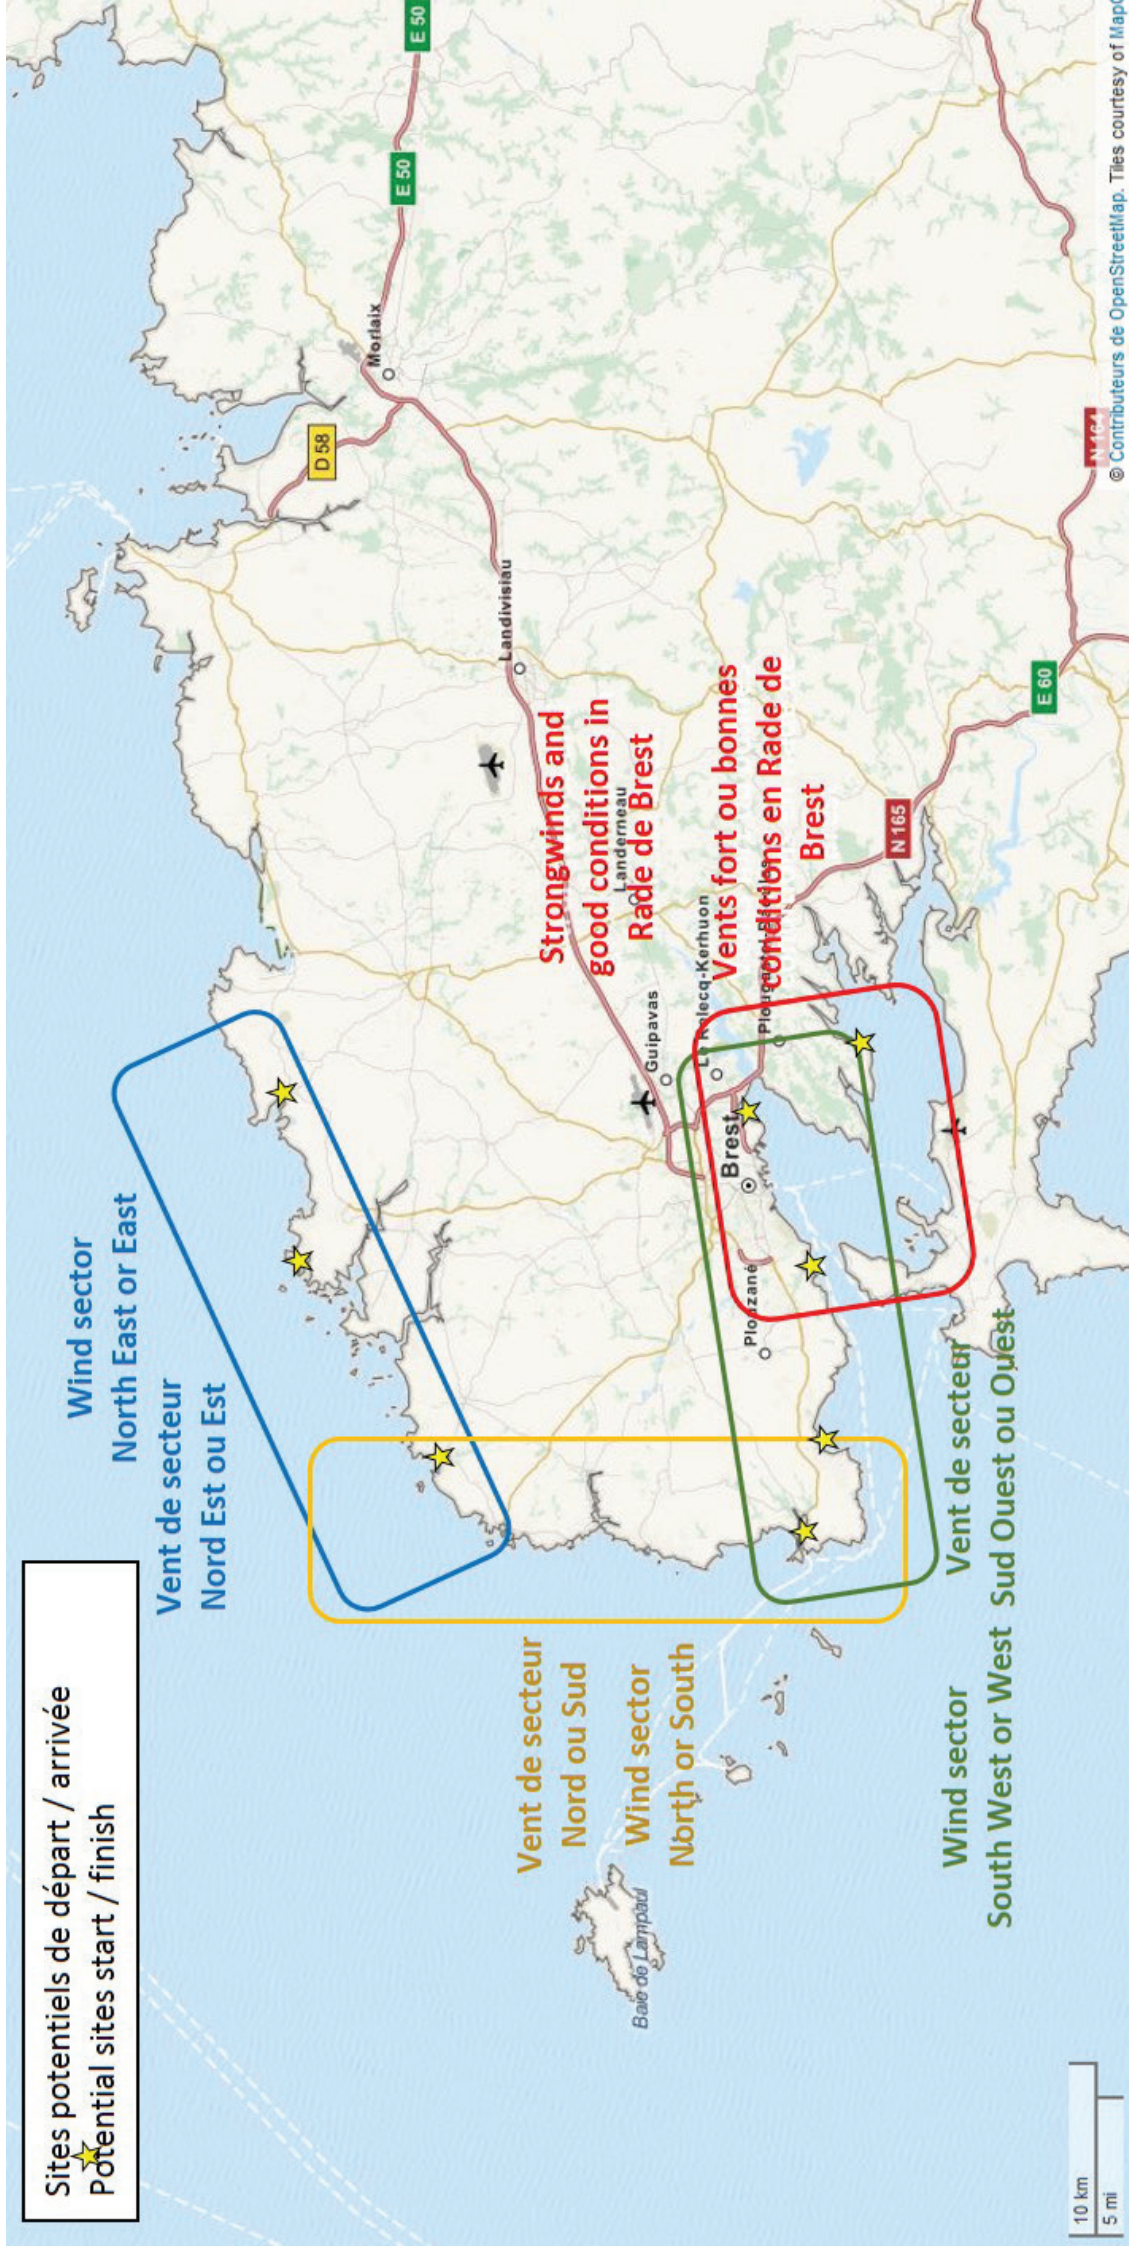 Sites potentiels de départ / arrivée
Potential sites start / finish
Wind sector
North East or East
Vent de secteur
Nord Est ou Est
Vent de secteur
Nord ou Sud
Wind sector
North or South
Wind sector
South West or West
Vent de secteur
Sud Ouest ou Ouest
Strongwinds and
good conditions in
Rade de Brest
Vents fort ou bonnes
conditions en Rade de
Brest
E 50
E 50
Morlaix
D 58
Landivisiau
Landerneau
Guipavas
Le Relecq-Kerhuon
Brest
Plouzané
Baie de Lampaul
N 165
E 60
N 164
10 km
5 mi
© Contributeurs de OpenStreetMap. Tiles courtesy of